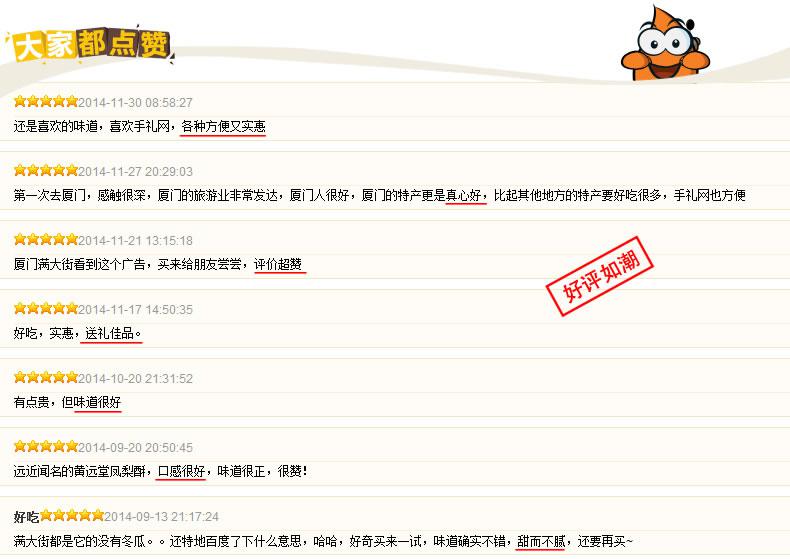 大家都点赞
2014-11-30 08:58:27
还是喜欢的味道，喜欢手礼网，各种方便又实惠
2014-11-27 20:29:03
第一次去厦门，感触很深，厦门的旅游业非常发达，厦门人很好，厦门的特产更是真心好，比起其他地方的特产要好吃很多，手礼网也方便
2014-11-21 13:15:18
厦门满大街看到这个广告，买来给朋友尝尝，评价超赞
好评如潮
2014-11-17 14:50:35
好吃，实惠，送礼佳品。
2014-10-20 21:31:52
有点贵，但味道很好
2014-09-20 20:50:45
远近闻名的黄远堂凤梨酥，口感很好，味道很正，很赞！
好吃 2014-09-13 21:17:24
满大街都是它的没有冬瓜。。还特地百度了下什么意思，哈哈，好奇买来一试，味道确实不错，甜而不腻，还要再买~